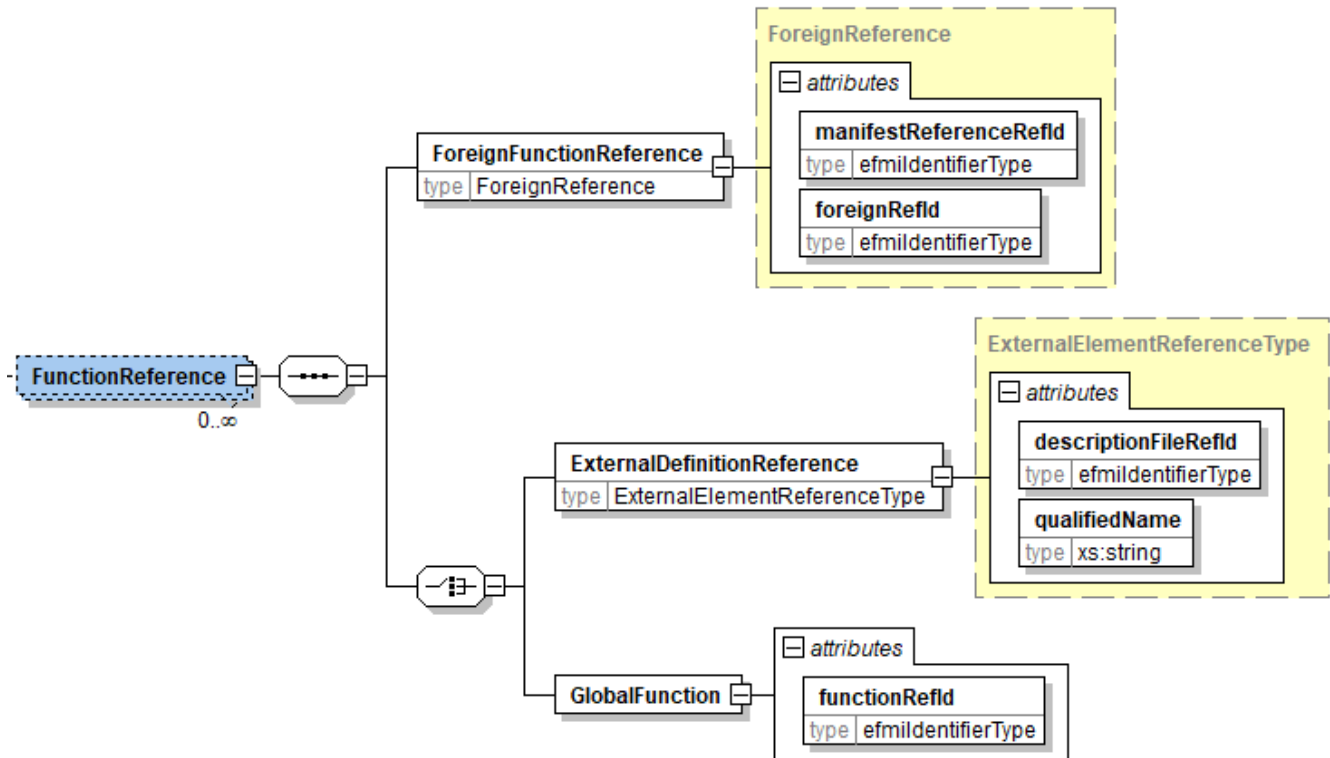 ForeignReference
attributes
manifestReferenceRefId
type efmiIdentifierType
foreignRefId
type efmiIdentifierType
ForeignFunctionReference
type ForeignReference
FunctionReference
0..∞
ExternalElementReferenceType
attributes
descriptionFileRefId
type efmiIdentifierType
qualifiedName
type xs:string
ExternalDefinitionReference
type ExternalElementReferenceType
attributes
GlobalFunction
functionRefId
type efmiIdentifierType